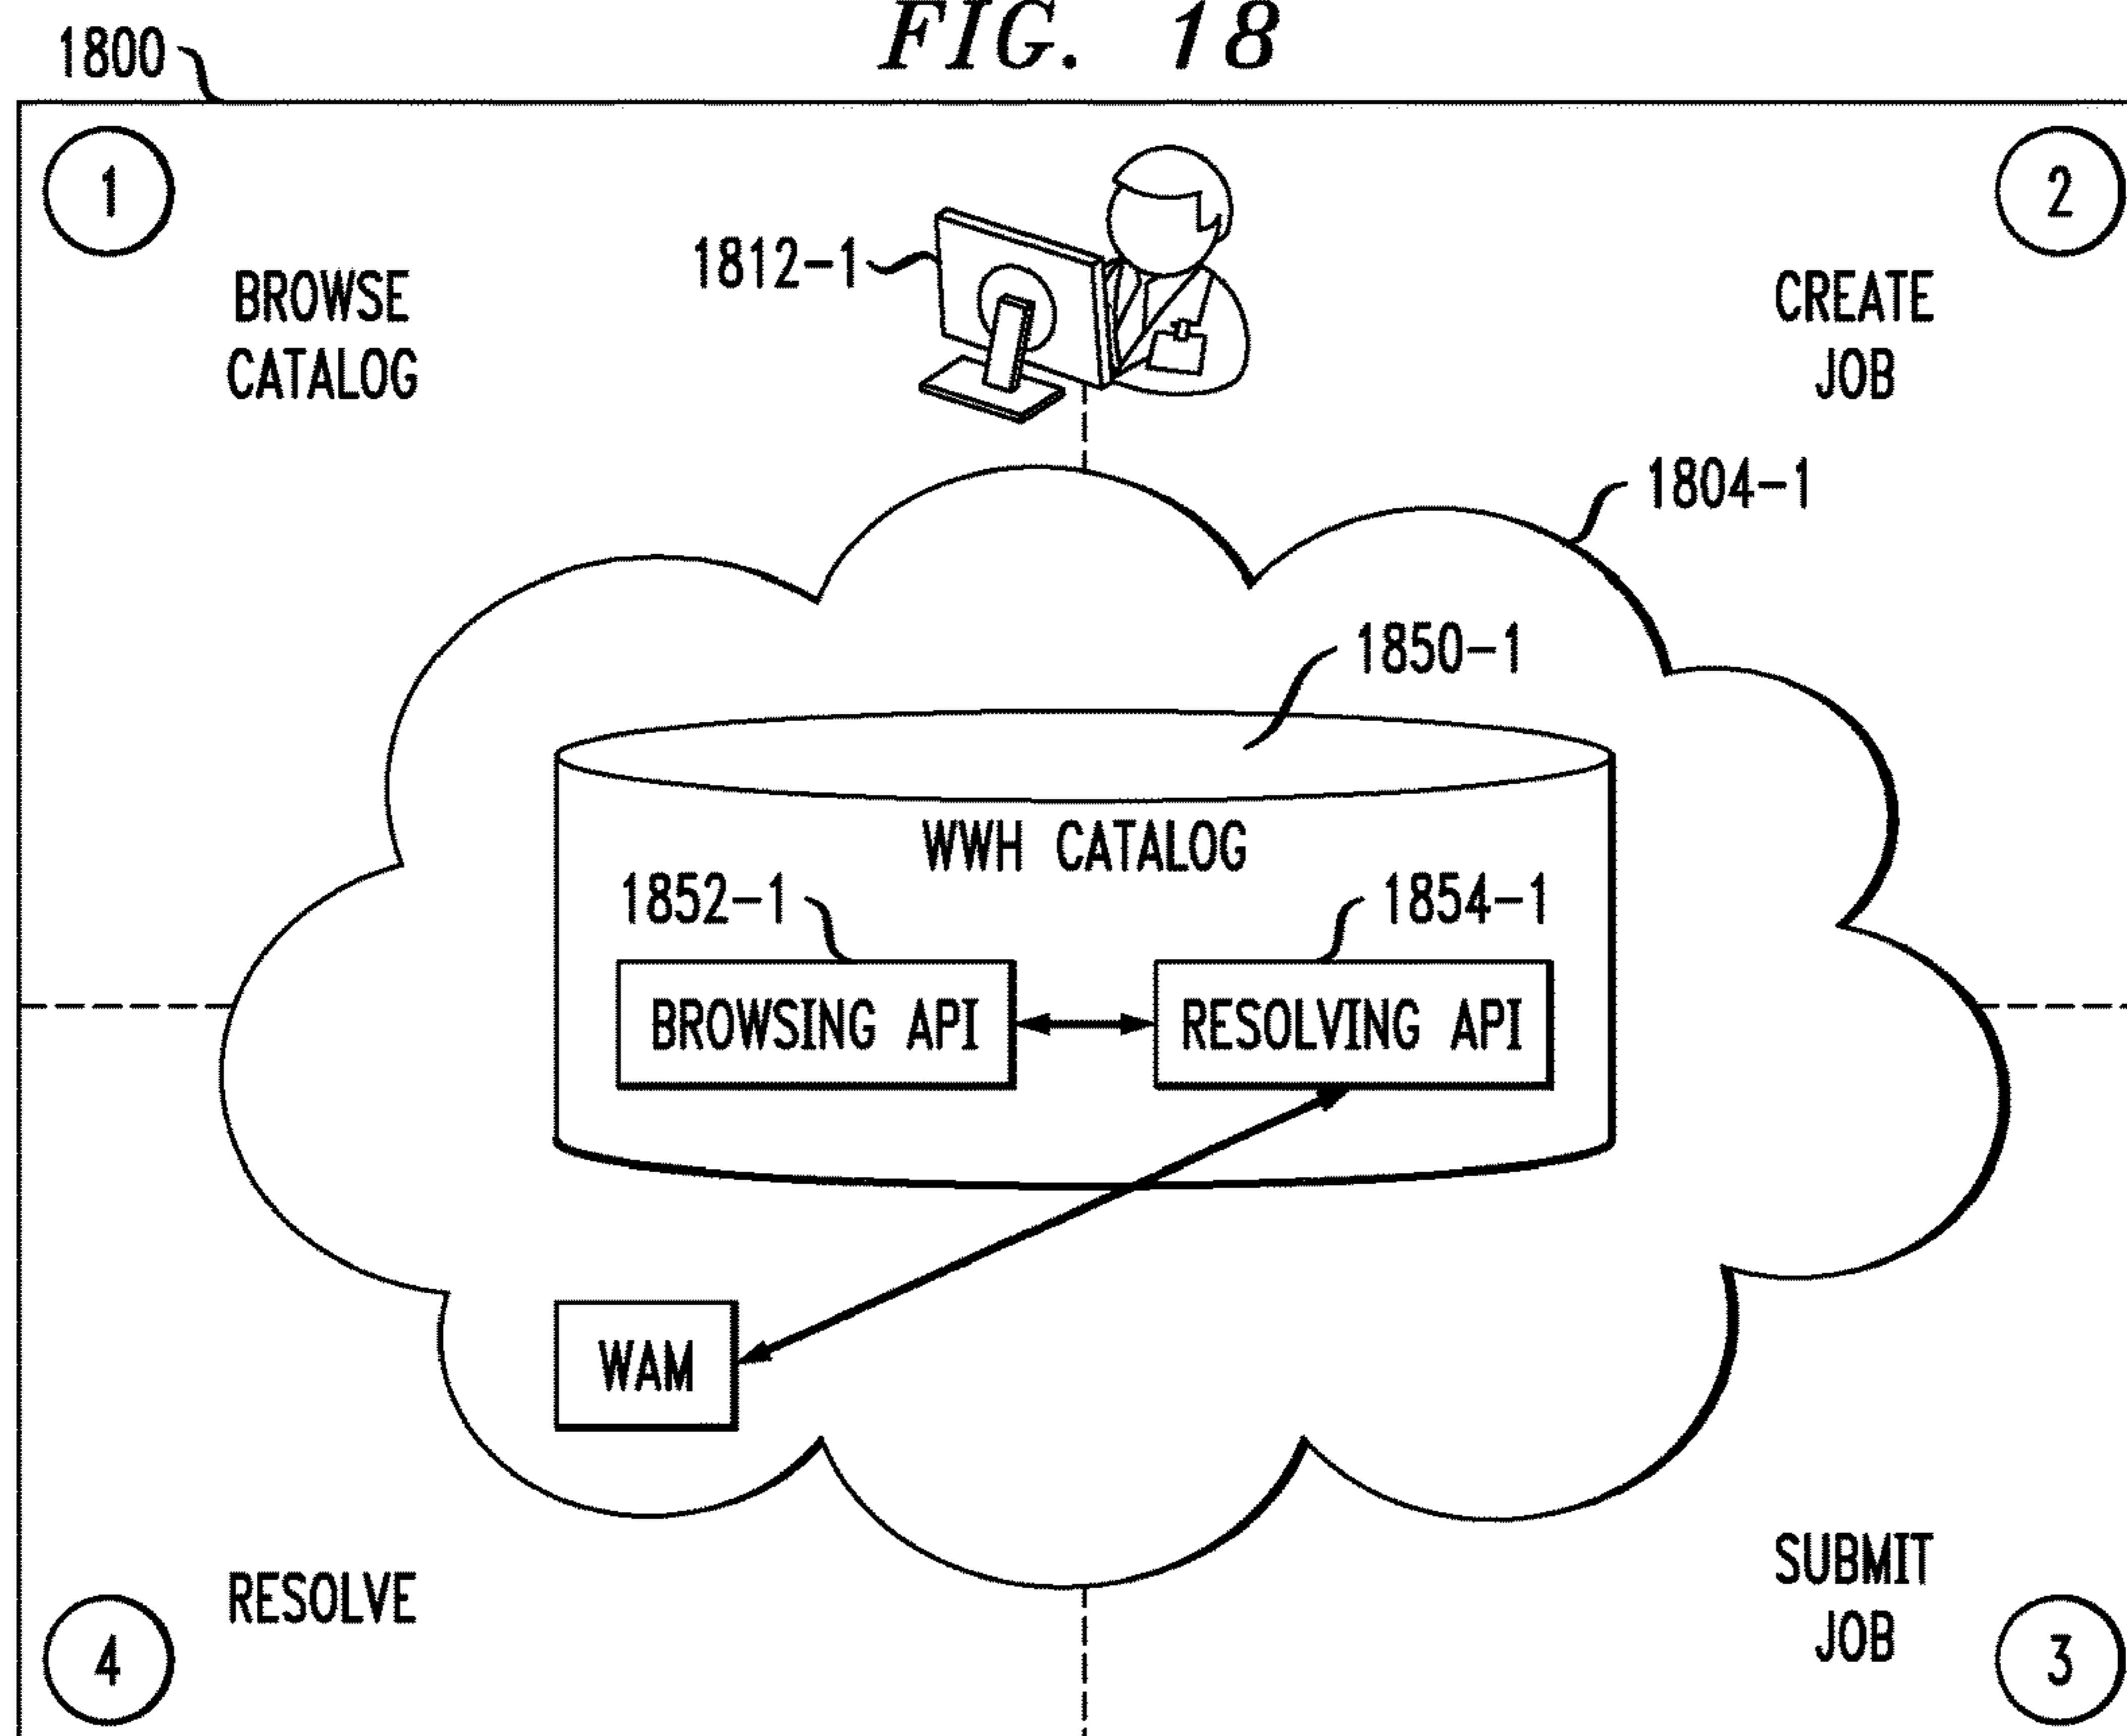 FIG. 18
1800
1
2
1812-1
BROWSE
CATALOG
CREATE
JOB
1804-1
1850-1
WWH CATALOG
1852-1
1854-1
BROWSING API
RESOLVING API
WAM
RESOLVE
SUBMIT
JOB
4
3